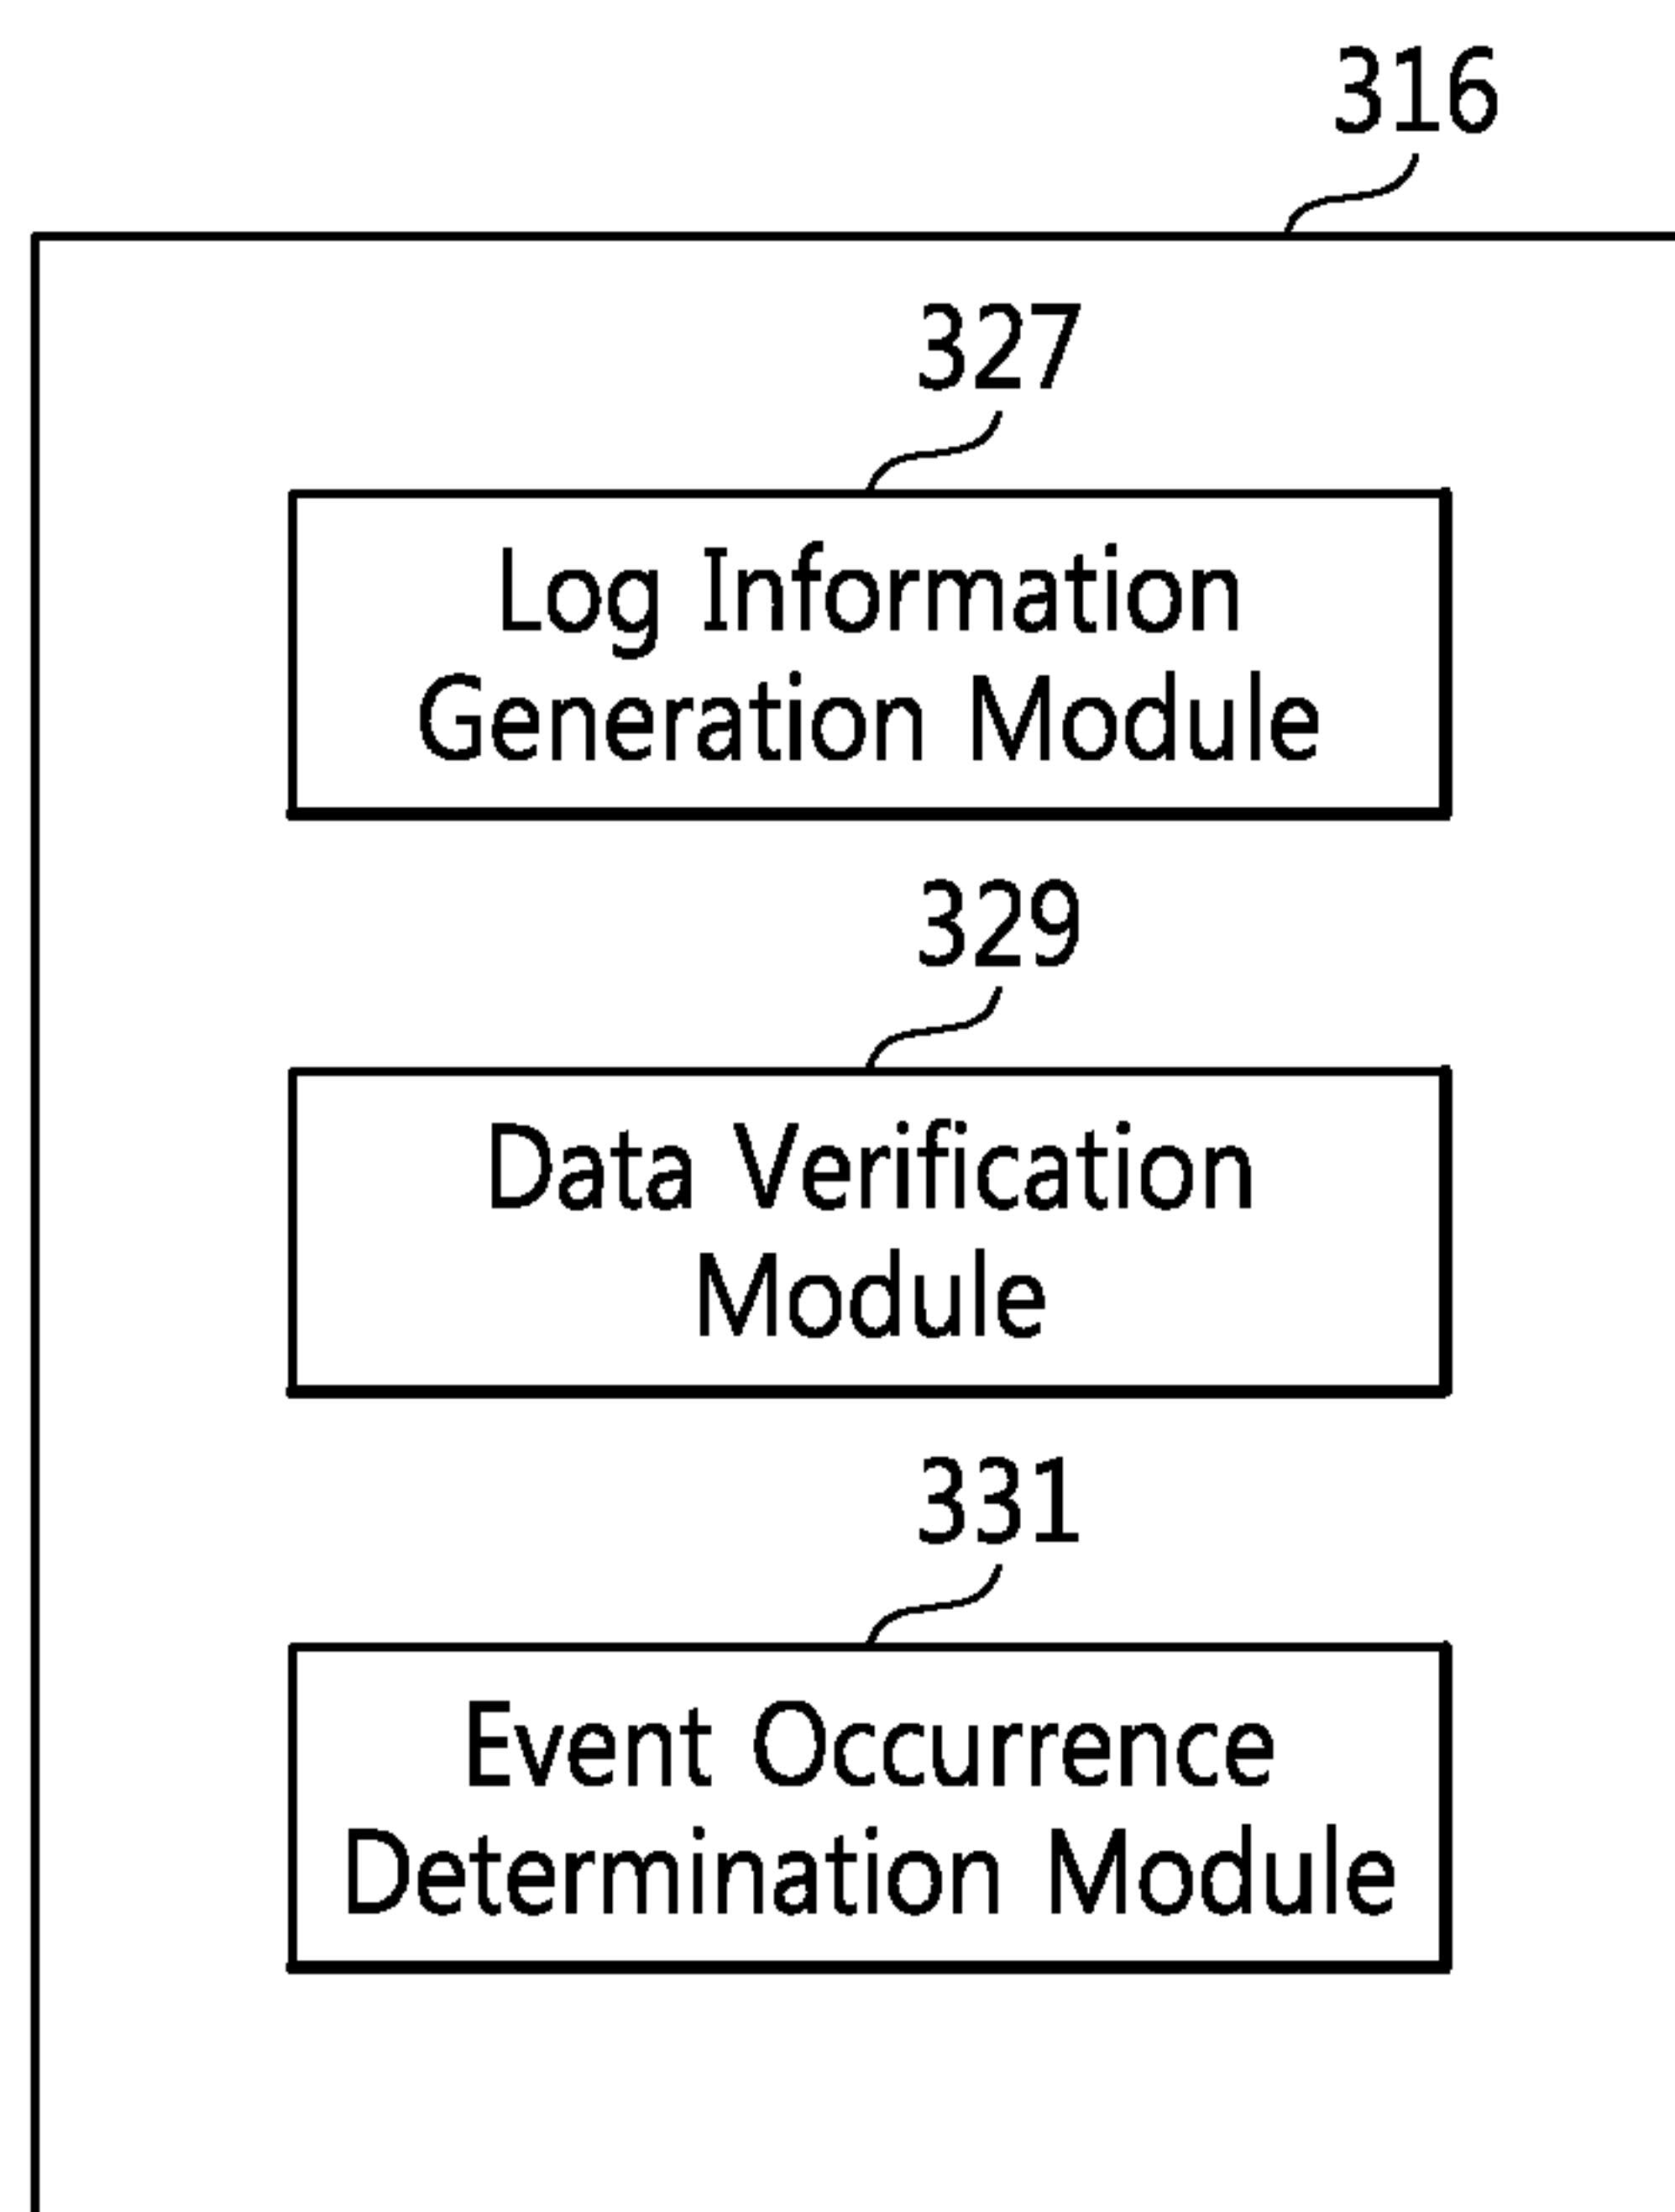 316
327
Log Information
Generation Module
329
Data Verification
Module
331
Event Occurrence
Determination Module